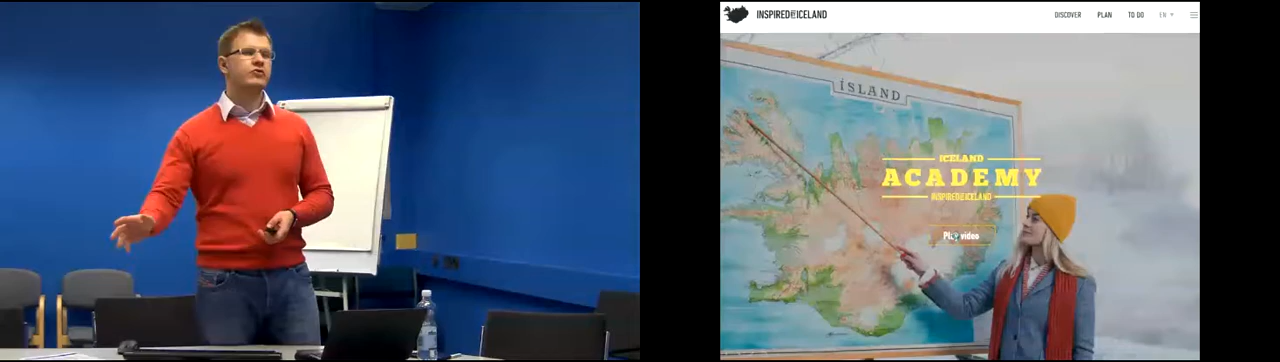 INSPIRED BY ICELAND
DISCOVER
PLAN
TO DO
EN
ÍSLAND
ICELAND
ACADEMY
INSPIRED BY ICELAND
Play video